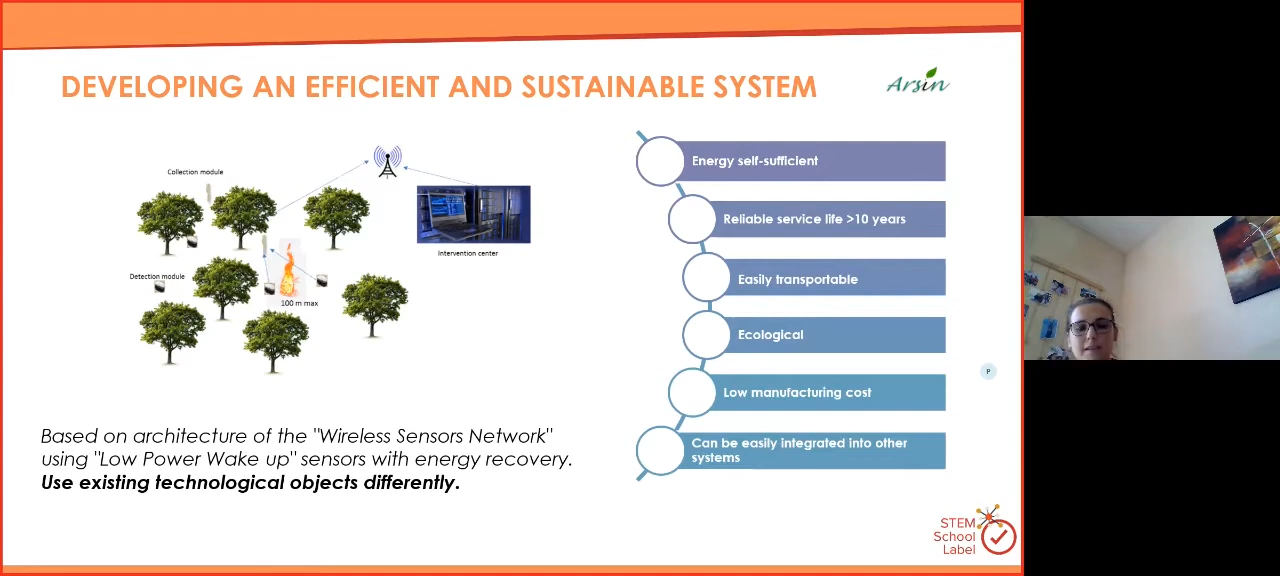 DEVELOPING AN EFFICIENT AND SUSTAINABLE SYSTEM
Arsin
Collection module
Detection module
100 m max
Intervention center
Energy self-sufficient
Reliable service life >10 years
Easily transportable
Ecological
Low manufacturing cost
Can be easily integrated into other
systems
Based on architecture of the "Wireless Sensors Network"
using "Low Power Wake up" sensors with energy recovery.
Use existing technological objects differently.
P
STEM
School
Label